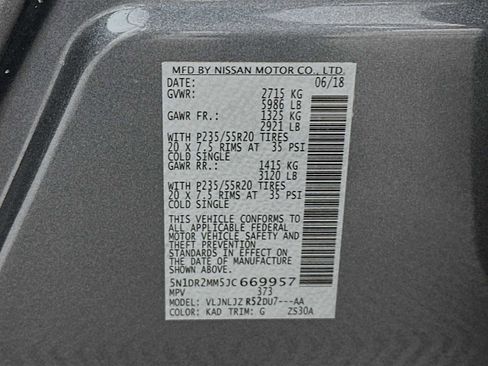 MFD BY NISSAN MOTOR CO., LTD.
DATE: 06/18
GVWR: 2715 KG
5986 LB
GAWR FR.: 1325 KG
2921 LB
WITH P235/55R20 TIRES
20 X 7.5 RIMS AT 35 PSI
COLD SINGLE
GAWR RR.: 1415 KG
3120 LB
WITH P235/55R20 TIRES
20 X 7.5 RIMS AT 35 PSI
COLD SINGLE
THIS VEHICLE CONFORMS TO
ALL APPLICABLE FEDERAL
MOTOR VEHICLE SAFETY AND
THEFT PREVENTION
STANDARDS IN EFFECT ON
THE DATE OF MANUFACTURE
SHOWN ABOVE.
5N1DR2MM5JC669957
MPV 373
MODEL: VLJNLJZ R52DU7---AA
COLOR: KAD TRIM: G ZS30A